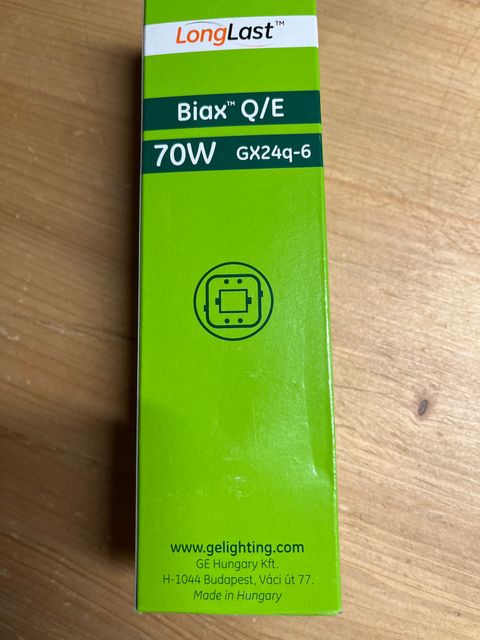 LongLast™
Biax™ Q/E
70W GX24q-6
www.gelighting.com
GE Hungary Kft.
H-1044 Budapest, Váci út 77.
Made in Hungary